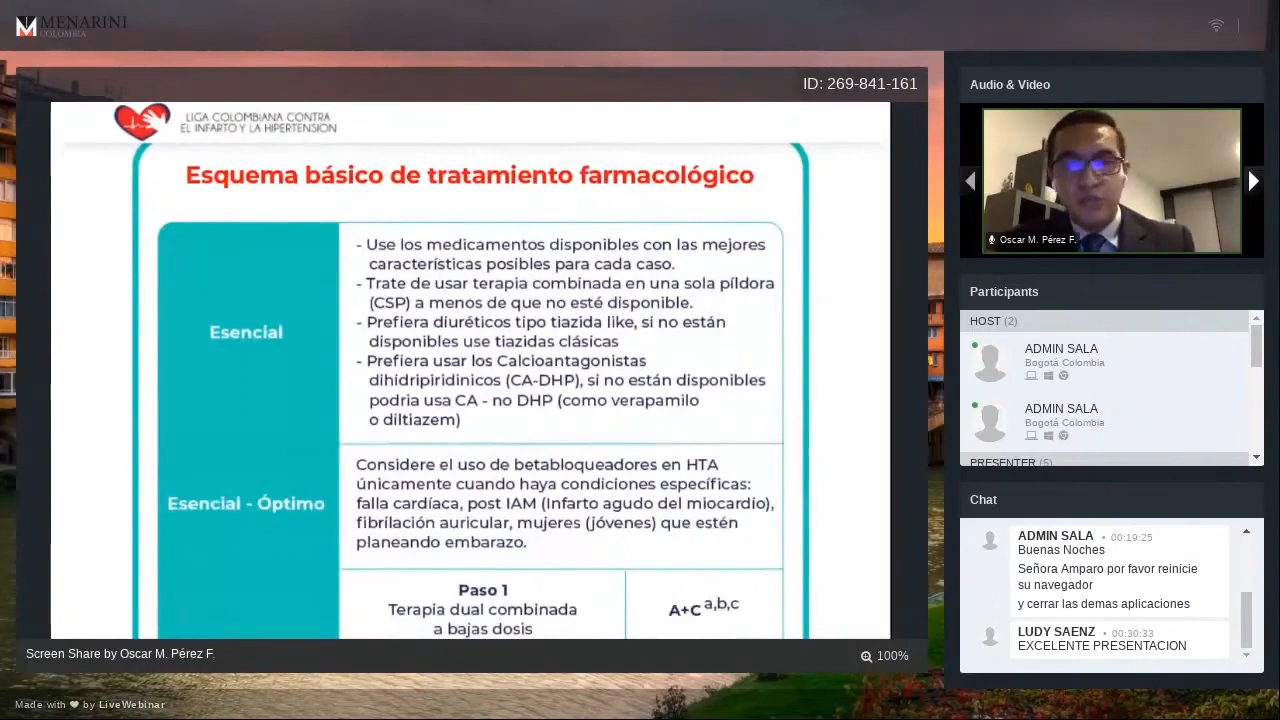 MENARINI
COLOMBIA
ID: 269-841-161
LIGA COLOMBIANA CONTRA
EL INFARTO Y LA HIPERTENSION
Esquema básico de tratamiento farmacológico
Esencial
- Use los medicamentos disponibles con las mejores
características posibles para cada caso.
- Trate de usar terapia combinada en una sola píldora
(CSP) a menos de que no esté disponible.
- Prefiera diuréticos tipo tiazida like, si no están
disponibles use tiazidas clásicas
- Prefiera usar los Calcioantagonistas
dihidripiridinicos (CA-DHP), si no están disponibles
podria usa CA - no DHP (como verapamilo
o diltiazem)
Esencial - Óptimo
Considere el uso de betabloqueadores en HTA
únicamente cuando haya condiciones específicas:
falla cardíaca, post IAM (Infarto agudo del miocardio),
fibrilación auricular, mujeres (jóvenes) que estén
planeando embarazo.
Paso 1
Terapia dual combinada
a bajas dosis
A+C a,b,c
Screen Share by Oscar M. Pérez F.
100%
Made with ❤ by LiveWebinar
Audio & Video
Oscar M. Pérez F.
Participants
HOST (2)
ADMIN SALA
Bogotá Colombia
ADMIN SALA
Bogotá Colombia
PRESENTER (5)
Chat
ADMIN SALA • 00:19:25
Buenas Noches
Señora Amparo por favor reinicie
su navegador
y cerrar las demas aplicaciones
LUDY SAENZ • 00:30:33
EXCELENTE PRESENTACION